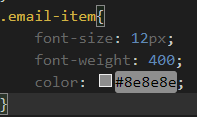 .email-item{
font-size: 12px;
font-weight: 400;
color: #8e8e8e;
}